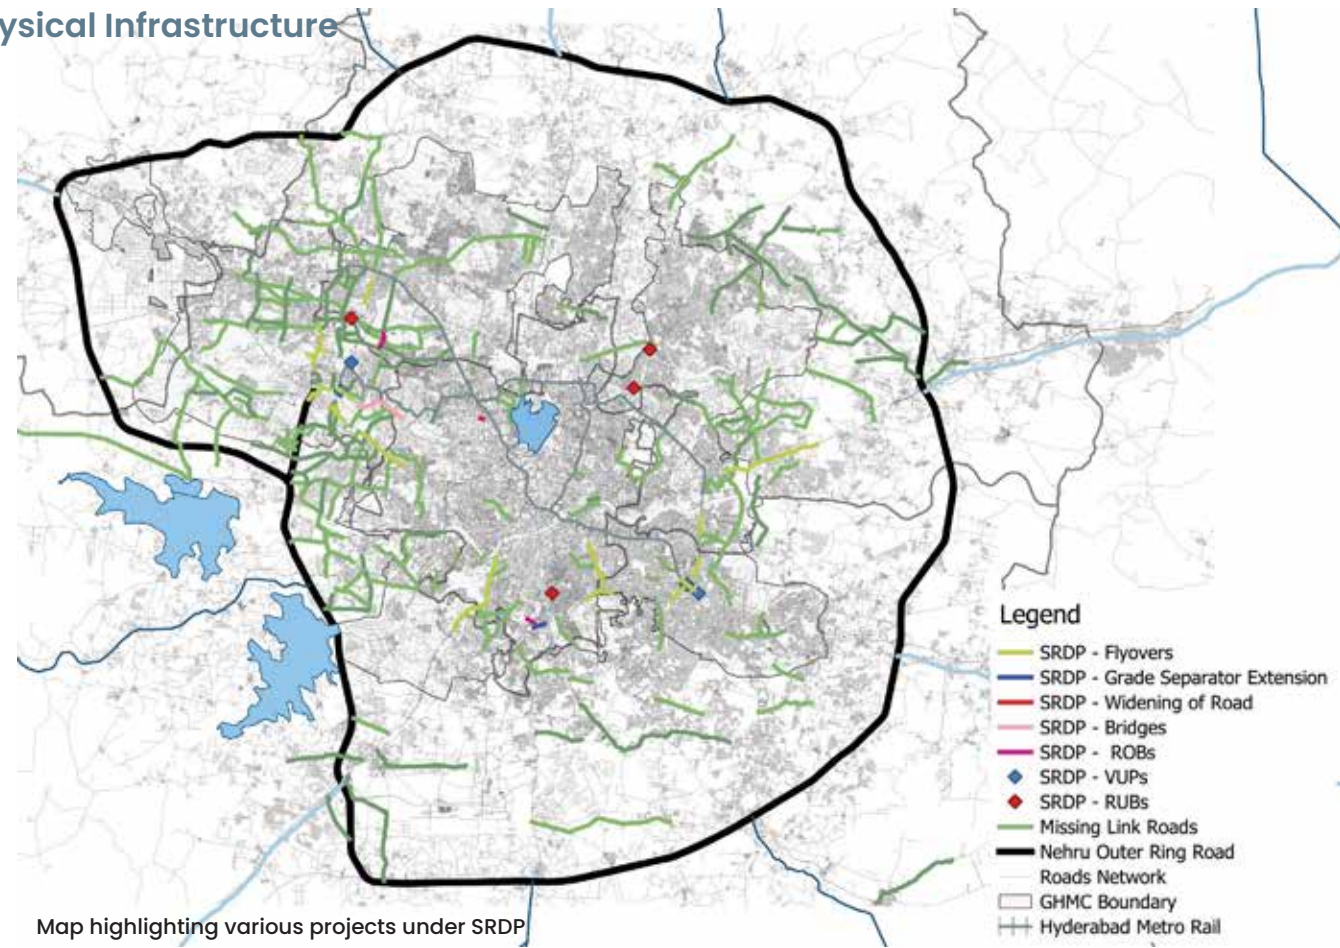 ysical Infrastructure
Legend
SRDP - Flyovers
SRDP - Grade Separator Extension
SRDP - Widening of Road
SRDP - Bridges
SRDP - ROBs
SRDP - VUPs
SRDP - RUBs
Missing Link Roads
Nehru Outer Ring Road
Roads Network
GHMC Boundary
Hyderabad Metro Rail
Map highlighting various projects under SRDP